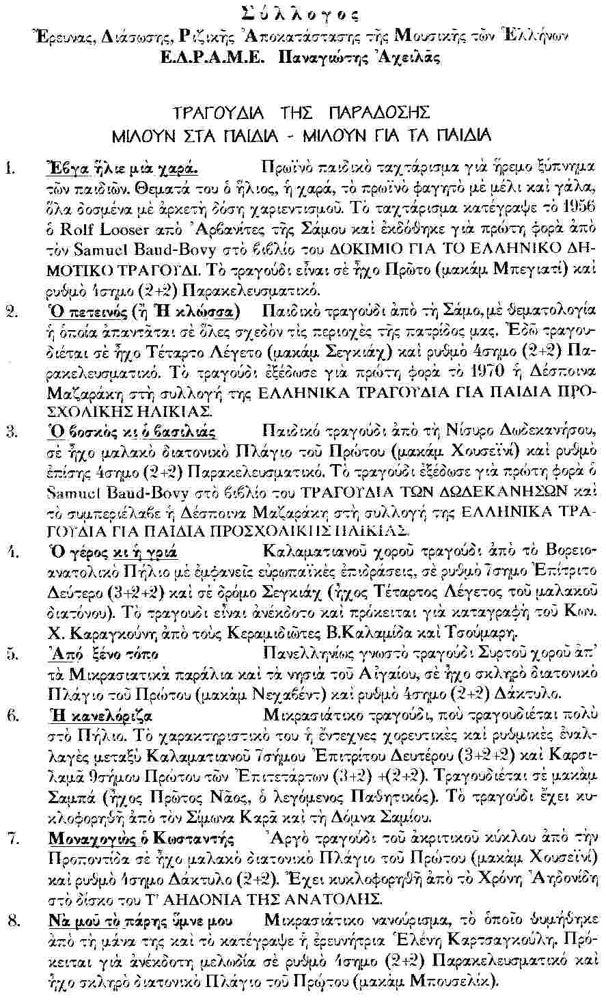 Σύλλογος
Ἔρευνας, Διάσωσης, Ριζικῆς Ἀποκατάστασης τῆς Μουσικῆς τῶν Ἑλλήνων
Ε.Δ.Ρ.Α.Μ.Ε. Παναγιώτης Ἀχειλᾶς
ΤΡΑΓΟΥΔΙΑ ΤΗΣ ΠΑΡΑΔΟΣΗΣ
ΜΙΛΟΥΝ ΣΤΑ ΠΑΙΔΙΑ - ΜΙΛΟΥΝ ΓΙΑ ΤΑ ΠΑΙΔΙΑ
1. Ἔβγα ἥλιε μιὰ χαρά. Πρωϊνὸ παιδικὸ ταχτάρισμα γιὰ ἥρεμο ξύπνημα
τῶν παιδιῶν. Θεματά του ὁ ἥλιος, ἡ χαρά, τὸ πρωϊνὸ φαγητὸ μὲ μέλι καὶ γάλα,
ὅλα δοσμένα μὲ ἀρκετὴ δόση χαριεντισμοῦ. Τὸ ταχτάρισμα κατέγραψε τὸ 1956
ὁ Rolf Looser απὸ Ἀρβανίτες τῆς Σάμου καὶ ἐκδόθηκε γιὰ πρώτη φορὰ ἀπὸ
τὸν Samuel Baud-Bovy στὸ βιβλίο του ΔΟΚΙΜΙΟ ΓΙΑ ΤΟ ΕΛΛΗΝΙΚΟ ΔΗ-
ΜΟΤΙΚΟ ΤΡΑΓΟΥΔΙ. Τὸ τραγούδι εἶναι σὲ ἦχο Πρῶτο (μακάμ Μπεγιατί) καὶ
ρυθμὸ 4σημο (2+2) Παρακελευσματικό.
2. Ὁ πετεινός (ἢ Ἡ κλώσσα) Παιδικὸ τραγούδι ἀπὸ τὴ Σάμο, μὲ θεματολογία
ἡ ὁποία ἀπαντᾶται σὲ ὅλες σχεδὸν τὶς περιοχὲς τῆς πατρίδος μας. Ἐδῶ τραγου-
διέται σὲ ἦχο Τέταρτο Λέγετο (μακάμ Σεγκιάχ) καὶ ρυθμὸ 4σημο (2+2) Πα-
ρακελευσματικό. Τὸ τραγούδι ἐξέδωσε γιὰ πρώτη φορὰ τὸ 1970 ἡ Δέσποινα
Μαζαράκη στὴ συλλογή της ΕΛΛΗΝΙΚΑ ΤΡΑΓΟΥΔΙΑ ΓΙΑ ΠΑΙΔΙΑ ΠΡΟ-
ΣΧΟΛΙΚΗΣ ΗΛΙΚΙΑΣ.
3. Ὁ βοσκὸς κι ὁ βασιλιάς Παιδικό τραγούδι ἀπὸ τὴ Νίσυρο Δωδεκανήσου,
σὲ ἦχο μαλακὸ διατονικὸ Πλάγιο τοῦ Πρώτου (μακάμ Χουσεϊνί) καὶ ρυθμὸ
ἐπίσης 4σημο (2+2) Παρακελευσματικό. Τὸ τραγούδι ἐξέδωσε γιὰ πρώτη φορὰ ὁ
Samuel Baud-Bovy στὸ βιβλίο του ΤΡΑΓΟΥΔΙΑ ΤΩΝ ΔΩΔΕΚΑΝΗΣΩΝ καὶ
τὸ συμπεριέλαβε ἡ Δέσποινα Μαζαράκη στὴ συλλογή της ΕΛΛΗΝΙΚΑ ΤΡΑ-
ΓΟΥΔΙΑ ΓΙΑ ΠΑΙΔΙΑ ΠΡΟΣΧΟΛΙΚΗΣ ΗΛΙΚΙΑΣ.
4. Ὁ γέρος κι ἡ γριά Καλαματιανοῦ χοροῦ τραγούδι ἀπὸ τὸ Βορειο-
ανατολικὸ Πήλιο μὲ ἐμφανεῖς εὐρωπαϊκὲς ἐπιδράσεις, σὲ ρυθμὸ 7σημο Ἐπίτριτο
Δεύτερο (3+2+2) καὶ σὲ δρόμο Σεγκιάχ (ἦχος Τέταρτος Λέγετος τοῦ μαλακοῦ
διατόνου). Τὸ τραγουδι εἶναι ἀνέκδοτο καὶ πρόκειται γιὰ καταγραφὴ τοῦ Κων.
Χ. Καραγκούνη ἀπὸ τοὺς Κεραμιδιῶτες Β.Καλαμίδα καὶ Τσούμαρη.
5. Ἀπό ξένο τόπο Πανελληνίως γνωστὸ τραγούδι Συρτοῦ χοροῦ ἀπ'
τὰ Μικρασιατικὰ παράλια καὶ τὰ νησιὰ τοῦ Αἰγαίου, σὲ ἦχο σκληρὸ διατονικὸ
Πλάγιο τοῦ Πρώτου (μακάμ Νεχαβέντ) καὶ ρυθμὸ 4σημο (2+2) Δάκτυλο.
6. Ἡ κανελόριζα Μικρασιάτικο τραγούδι, ποὺ τραγουδιέται πολὺ
στὸ Πήλιο. Τὸ χαρακτηριστικὸ του ἡ ἔντεχνες χορευτικὲς καὶ ρυθμικὲς ἐναλ-
λαγὲς μεταξὺ Καλαματιανοῦ 7σήμου Ἐπιτρίτου Δευτέρου (3+2+2) καὶ Καρσι-
λαμᾶ 9σήμου Πρώτου τῶν Ἐπιτετάρτων (3+2) +(2+2). Τραγουδιέται σὲ μακάμ
Σαμπά (ἦχος Πρῶτος Νᾶος, ὁ λεγόμενος Παθητικός). Τὸ τραγούδι ἔχει κυ-
κλοφορηθῆ ἀπὸ τὸν Σίμωνα Καρᾶ καὶ τὴ Δόμνα Σαμίου.
7. Μοναχογιὸς ὁ Κωσταντής Ἀργὸ τραγούδι τοῦ ἀκριτικοῦ κύκλου ἀπὸ τὴν
Προποντίδα σὲ ἦχο μαλακὸ διατονικὸ Πλάγιο τοῦ Πρώτου (μακάμ Χουσεϊνί)
καὶ ρυθμὸ 4σημο Δάκτυλο (2+2). Ἔχει κυκλοφορηθῆ ἀπὸ τὸ Χρόνη Ἀηδονίδη
στὸ δίσκο του Τ' ΑΗΔΟΝΙΑ ΤΗΣ ΑΝΑΤΟΛΗΣ.
8. Νὰ μοῦ τὸ πάρης ὕμνε μου Μικρασιάτικο νανούρισμα, τὸ ὁποῖο θυμήθηκε
ἀπὸ τὴ μάνα της καὶ τὸ κατέγραψε ἡ ἐρευνήτρια Ἑλένη Καρτσαγκούλη. Πρό-
κειται γιὰ ἀνέκδοτη μελωδία σὲ ρυθμὸ 4σημο (2+2) Παρακελευσματικό καὶ
ἦχο σκληρὸ διατονικὸ Πλάγιο τοῦ Πρώτου (μακάμ Μπουσελίκ).